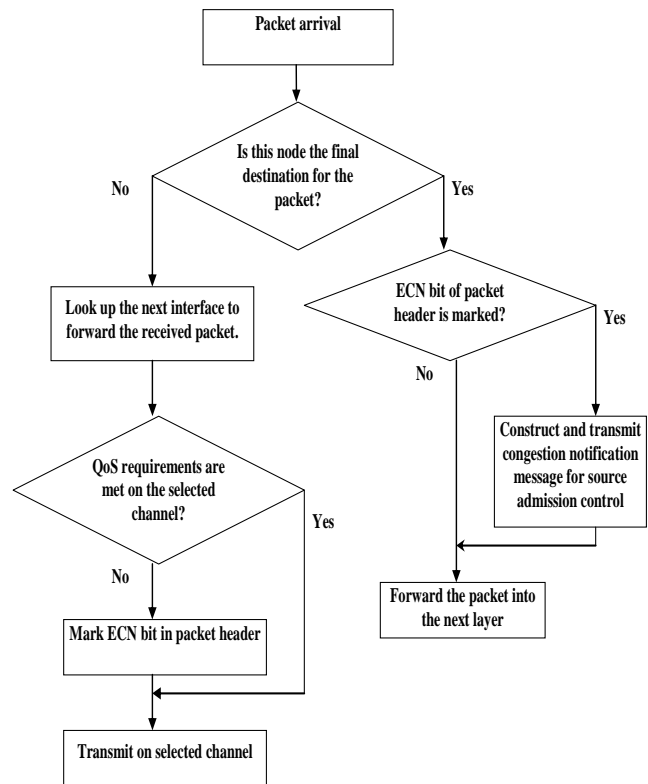 Packet arrival
Is this node the final
destination for the
packet?
No
Yes
Look up the next interface to
forward the received packet.
ECN bit of packet
header is marked?
Yes
No
Construct and transmit
congestion notification
message for source
admission control
QoS requirements are
met on the selected
channel?
Yes
No
Forward the packet into
the next layer
Mark ECN bit in packet header
Transmit on selected channel